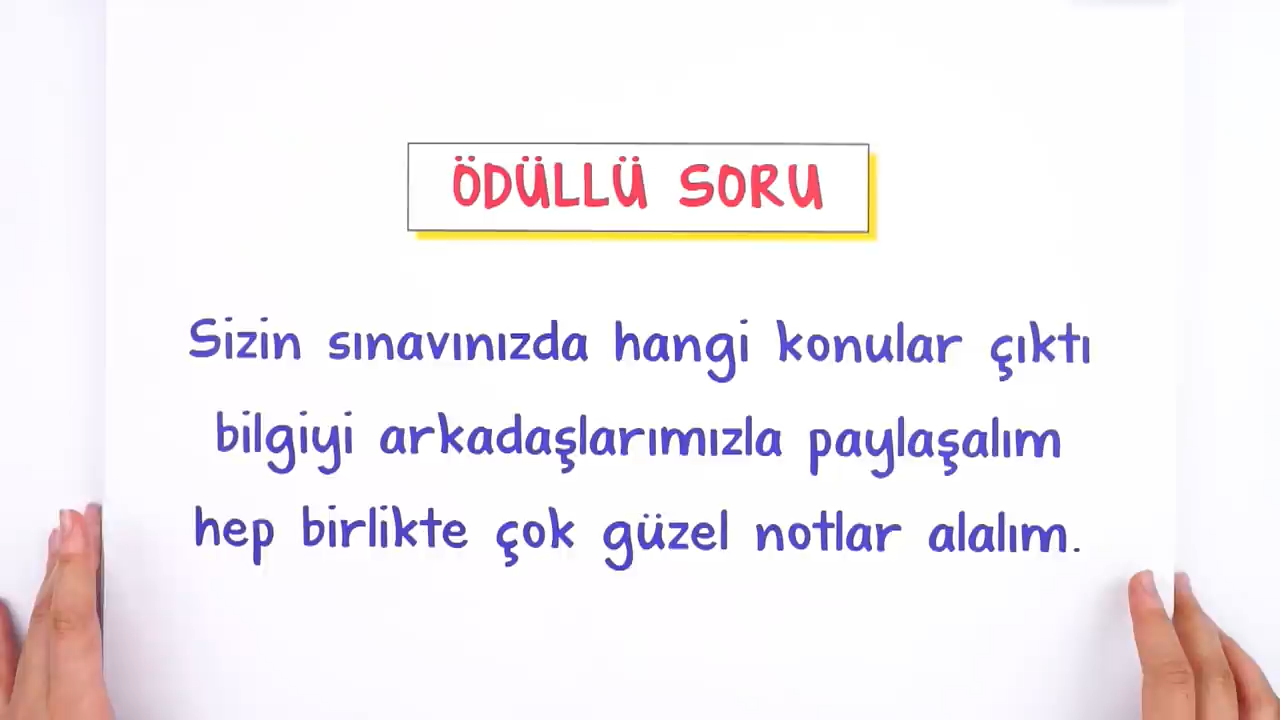 ÖDÜLLÜ SORU
Sizin sınavınızda hangi konular çıktı
bilgiyi arkadaşlarımızla paylaşalım
hep birlikte çok güzel notlar alalım.